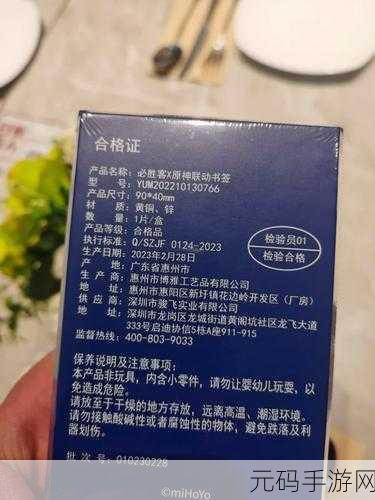 合格证
产品名称：必胜客X原神联动书签
型 号：YUM202210130766
尺 寸：90*40mm
材 质：黄铜、锌
数 量：1片/盒
产品等级：合格品
执行标准：Q/SZJF 0124-2023
生产日期：2023年2月28日
产 地：广东省惠州市
生 产 商：惠州市博雅工艺品有限公司
地 址：惠州市惠阳区新圩镇花边岭开发区（厂房）
供 应 商：深圳市骏飞实业有限公司
地 址：深圳市龙岗区龙城街道黄阁坑社区龙飞大道
333号启迪协信5栋A座911-915
监督热线：400-803-9033
检验员01
检验合格
保养说明及注意事项：
本产品非玩具，内含小零件，请勿让婴幼儿玩耍，以
免造成危险。
请放至于干燥的地方存放，远离高温、潮湿环境。
请勿接触酸碱性或者腐蚀性的物体，避免跌落及利
器划伤。
批 次 号：010230228
©miHoYo
元码手游网